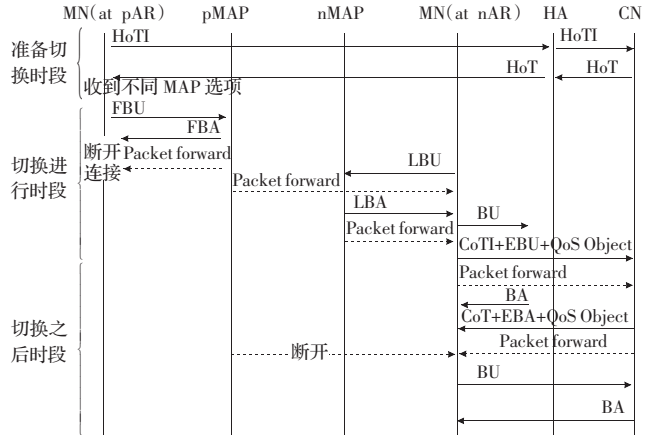 MN(at pAR) pMAP nMAP MN(at nAR) HA CN
准备切
换时段
HoTI HoTI
HoT HoT
收到不同 MAP 选项
FBU
FBA
切换进
行时段
断开
连接
Packet forward
LBU
Packet forward
LBA
BU
Packet forward
CoTI+EBU+QoS Object
Packet forward
BA
切换之
后时段
CoT+EBA+QoS Object
Packet forward
断开
BU
BA